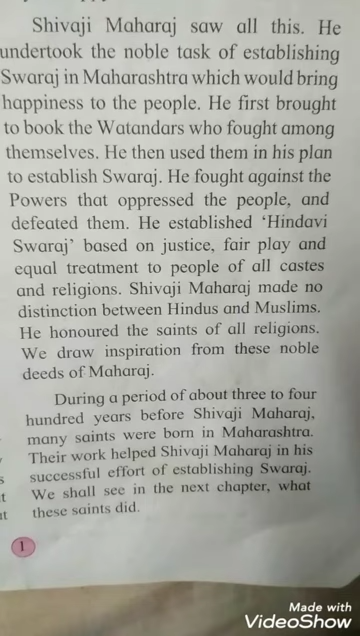 Shivaji Maharaj saw all this. He
undertook the noble task of establishing
Swaraj in Maharashtra which would bring
happiness to the people. He first brought
to book the Watandars who fought among
themselves. He then used them in his plan
to establish Swaraj. He fought against the
Powers that oppressed the people, and
defeated them. He established ‘Hindavi
Swaraj’ based on justice, fair play and
equal treatment to people of all castes
and religions. Shivaji Maharaj made no
distinction between Hindus and Muslims.
He honoured the saints of all religions.
We draw inspiration from these noble
deeds of Maharaj.
During a period of about three to four
hundred years before Shivaji Maharaj,
many saints were born in Maharashtra.
Their work helped Shivaji Maharaj in his
successful effort of establishing Swaraj.
We shall see in the next chapter, what
these saints did.
1
Made with
VideoShow